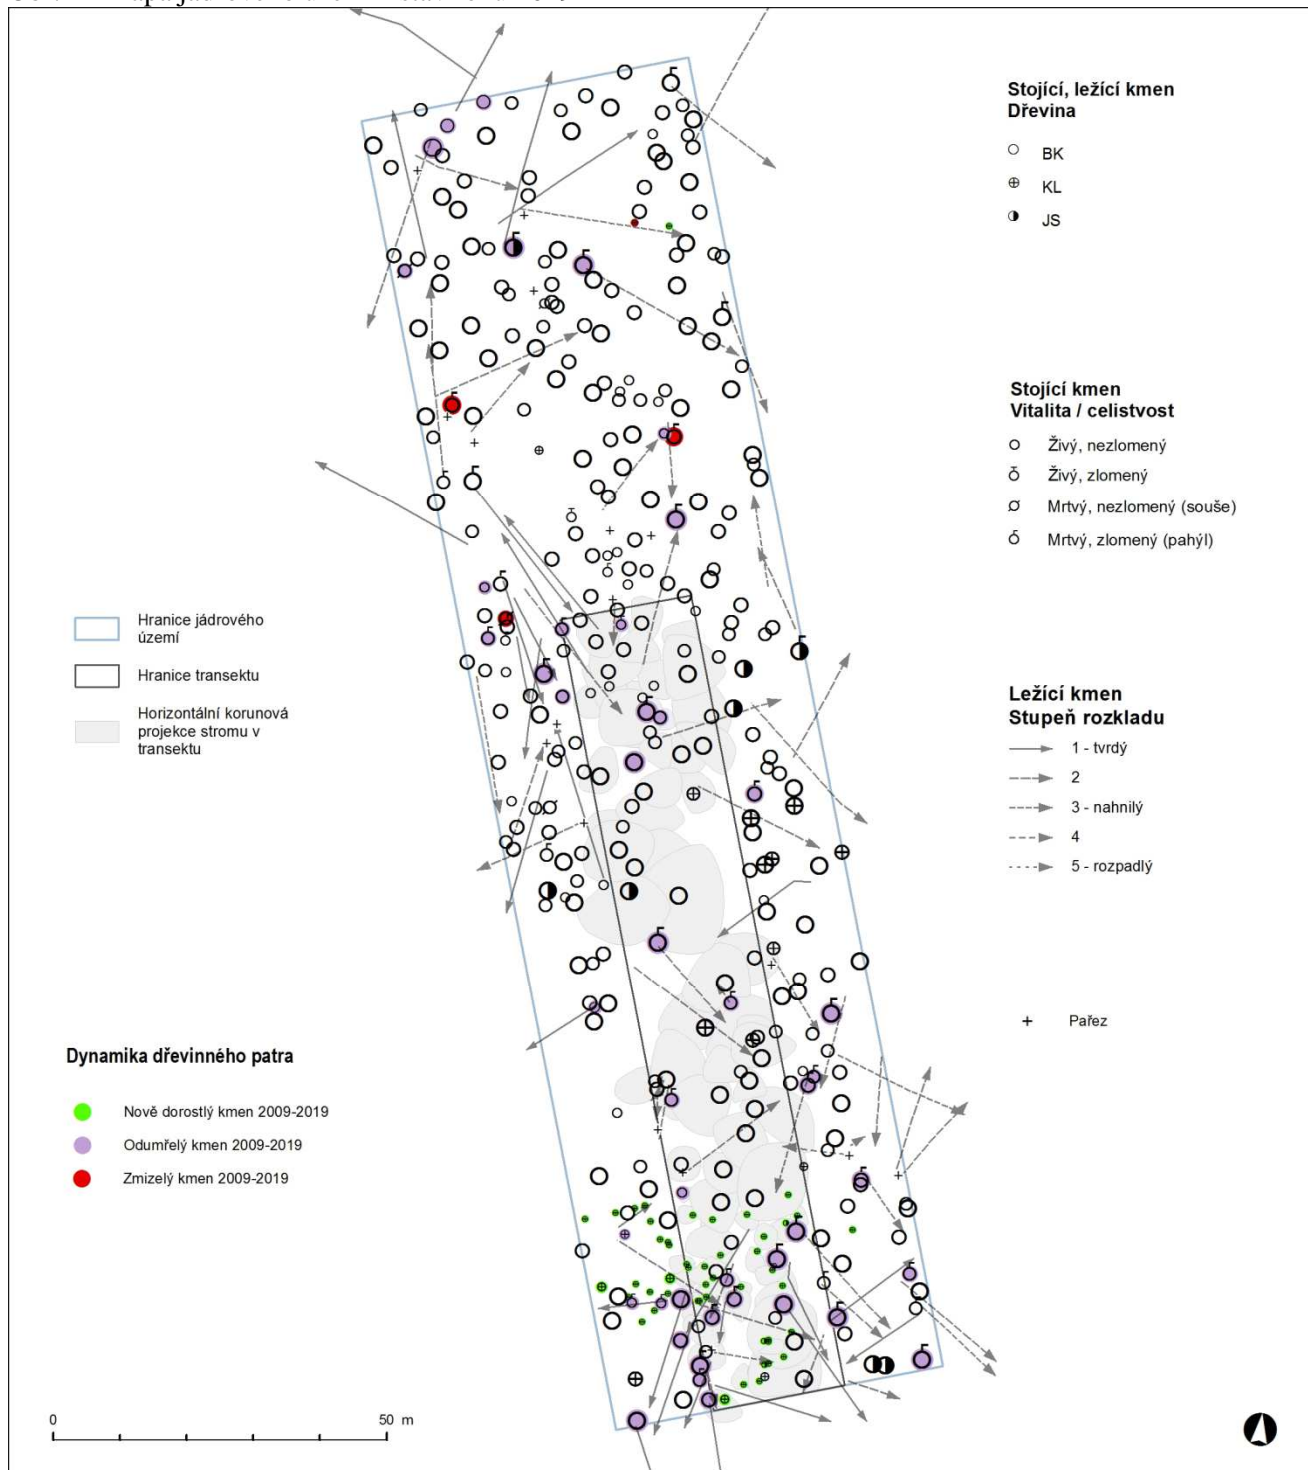 Stojící, ležící kmen
Dřevina
BK
KL
JS
Stojící kmen
Vitalita / celistvost
Živý, nezlomený
Živý, zlomený
Mrtvý, nezlomený (souše)
Mrtvý, zlomený (pahýl)
Hranice jádrového
území
Hranice transektu
Horizontální korunová
projekce stromu v
transektu
Ležící kmen
Stupeň rozkladu
1 - tvrdý
2
3 - nahnilý
4
5 - rozpadlý
Pařez
Dynamika dřevinného patra
Nově dorostlý kmen 2009-2019
Odumřelý kmen 2009-2019
Zmizelý kmen 2009-2019
0 50 m